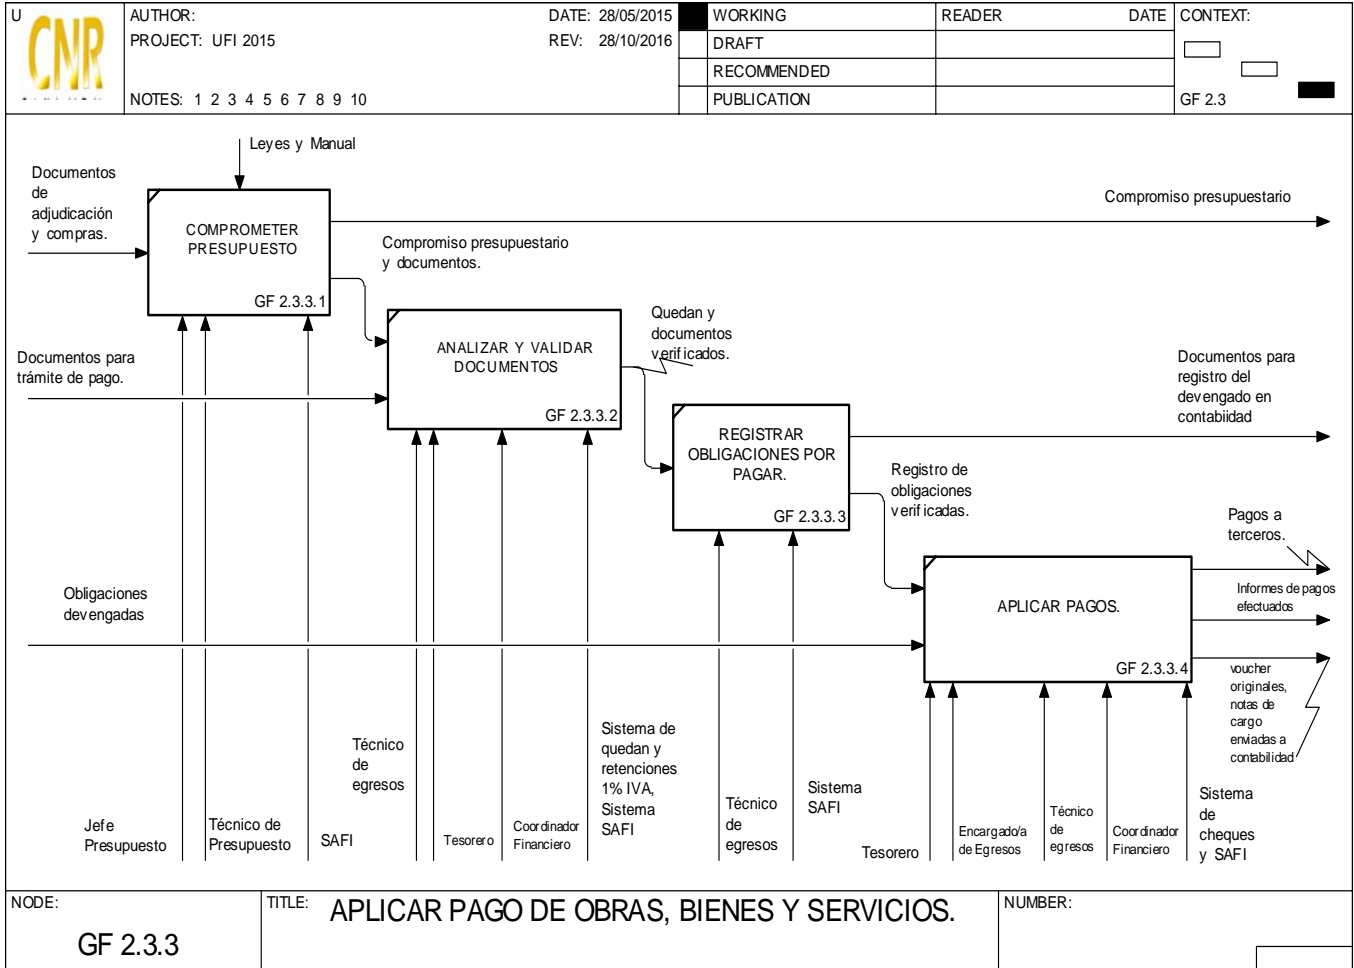 U
CNR
AUTHOR:
DATE: 28/05/2015
PROJECT: UFI 2015
REV: 28/10/2016
NOTES: 1 2 3 4 5 6 7 8 9 10
WORKING
DRAFT
RECOMMENDED
PUBLICATION
READER
DATE
CONTEXT:
GF 2.3
Leyes y Manual
Documentos
de
adjudicación
y compras.
COMPROMETER
PRESUPUESTO
GF 2.3.3.1
Compromiso presupuestario
Compromiso presupuestario
y documentos.
Documentos para
trámite de pago.
ANALIZAR Y VALIDAR
DOCUMENTOS
GF 2.3.3.2
Quedan y
documentos
verificados.
Documentos para
registro del
devengado en
contabiidad
REGISTRAR
OBLIGACIONES POR
PAGAR.
GF 2.3.3.3
Registro de
obligaciones
verificadas.
Pagos a
terceros.
Obligaciones
devengadas
APLICAR PAGOS.
GF 2.3.3.4
Informes de pagos
efectuados
voucher
originales,
notas de
cargo
enviadas a
contabilidad
Jefe
Presupuesto
Técnico de
Presupuesto
SAFI
Técnico
de
egresos
Tesorero
Coordinador
Financiero
Sistema de
quedan y
retenciones
1% IVA,
Sistema
SAFI
Técnico
de
egresos
Sistema
SAFI
Tesorero
Encargado/a
de Egresos
Técnico
de
egresos
Coordinador
Financiero
Sistema
de
cheques
y SAFI
NODE:
GF 2.3.3
TITLE:
APLICAR PAGO DE OBRAS, BIENES Y SERVICIOS.
NUMBER: